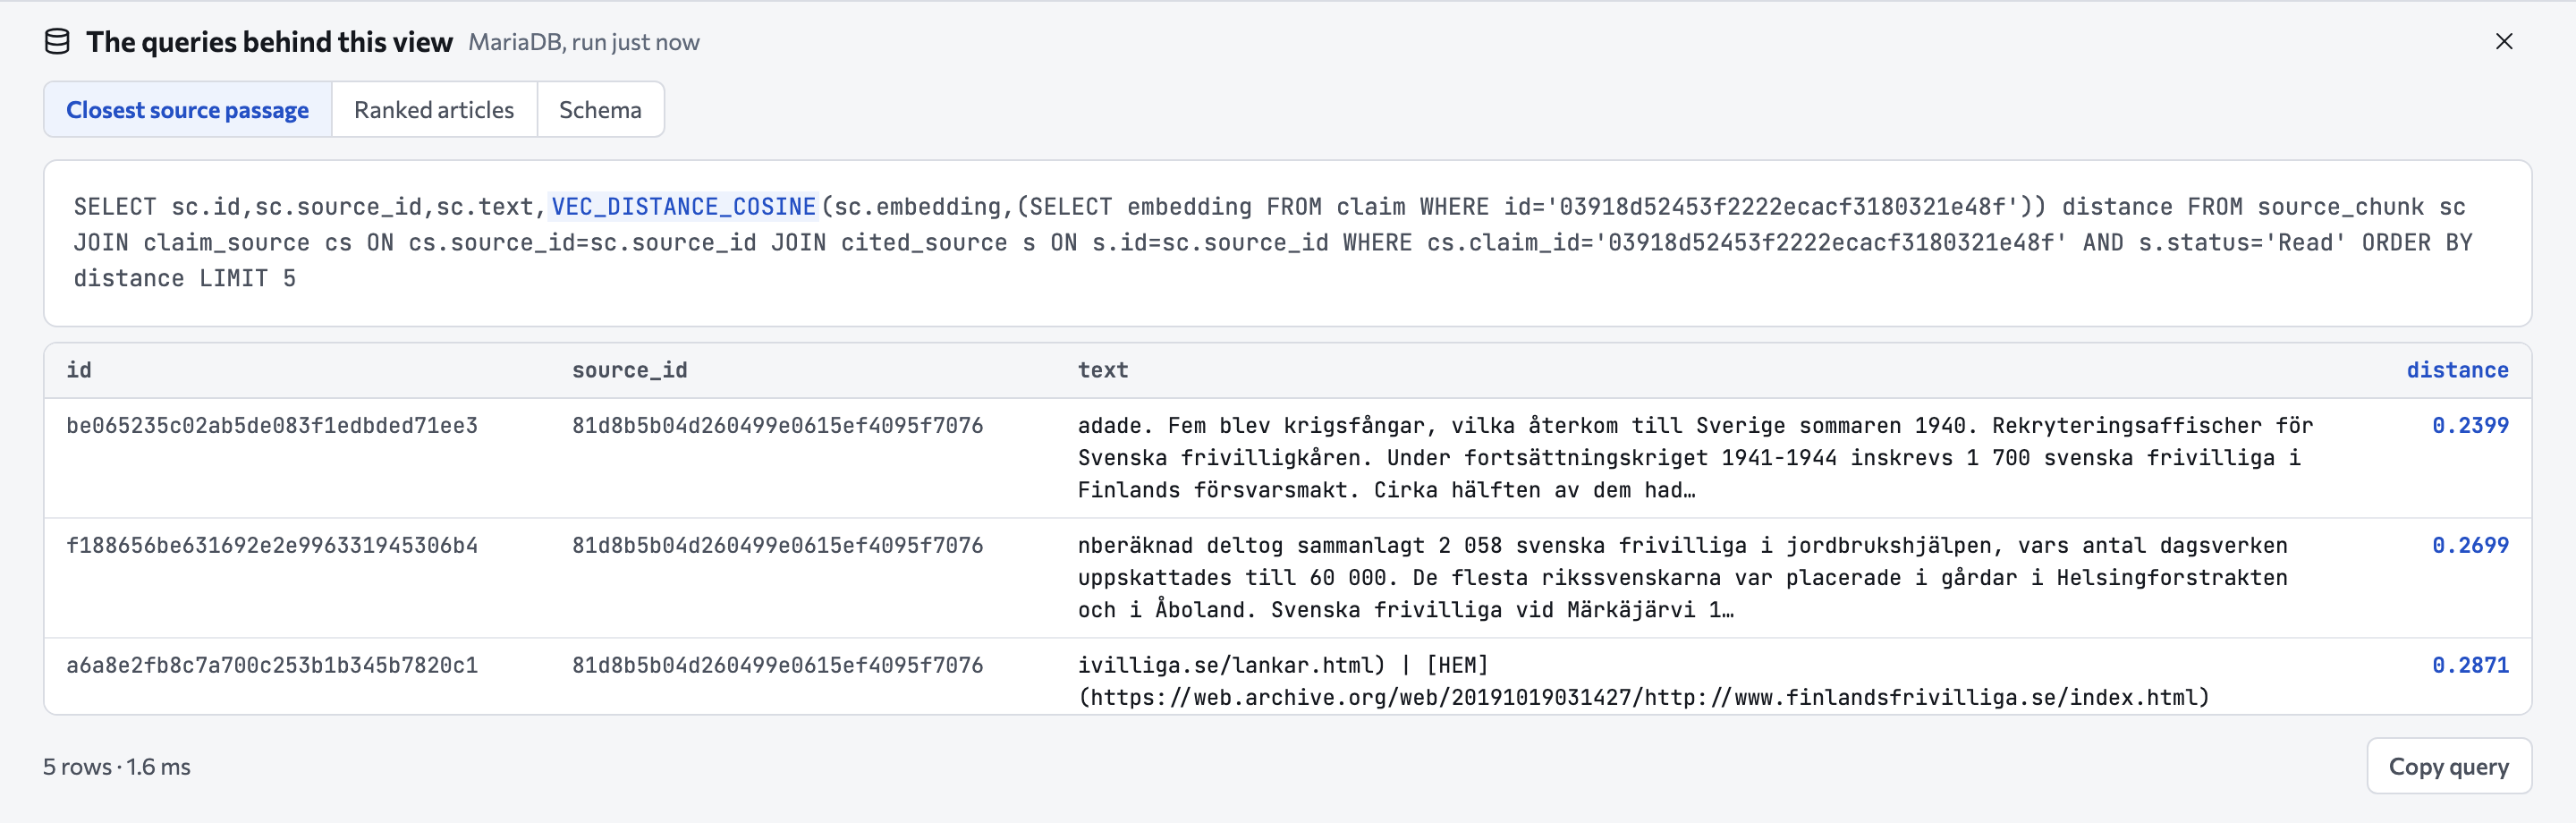 The queries behind this view MariaDB, run just now
Closest source passage Ranked articles Schema
SELECT sc.id,sc.source_id,sc.text,VEC_DISTANCE_COSINE(sc.embedding,(SELECT embedding FROM claim WHERE id='03918d52453f2222ecacf3180321e48f')) distance FROM source_chunk sc
JOIN claim_source cs ON cs.source_id=sc.source_id JOIN cited_source s ON s.id=sc.source_id WHERE cs.claim_id='03918d52453f2222ecacf3180321e48f' AND s.status='Read' ORDER BY
distance LIMIT 5
id source_id text distance
be065235c02ab5de083f1edbded71ee3 81d8b5b04d260499e0615ef4095f7076 adade. Fem blev krigsfångar, vilka återkom till Sverige sommaren 1940. Rekryteringsaffischer för 0.2399
Svenska frivilligkåren. Under fortsättningskriget 1941-1944 inskrevs 1 700 svenska frivilliga i
Finlands försvarsmakt. Cirka hälften av dem had…
f188656be631692e2e996331945306b4 81d8b5b04d260499e0615ef4095f7076 nberäknad deltog sammanlagt 2 058 svenska frivilliga i jordbrukshjälpen, vars antal dagsverken 0.2699
uppskattades till 60 000. De flesta rikssvenskarna var placerade i gårdar i Helsingforstrakten
och i Åboland. Svenska frivilliga vid Märkäjärvi 1…
a6a8e2fb8c7a700c253b1b345b7820c1 81d8b5b04d260499e0615ef4095f7076 ivilliga.se/lankar.html) | [HEM] 0.2871
(https://web.archive.org/web/20191019031427/http://www.finlandsfrivilliga.se/index.html)
5 rows · 1.6 ms Copy query